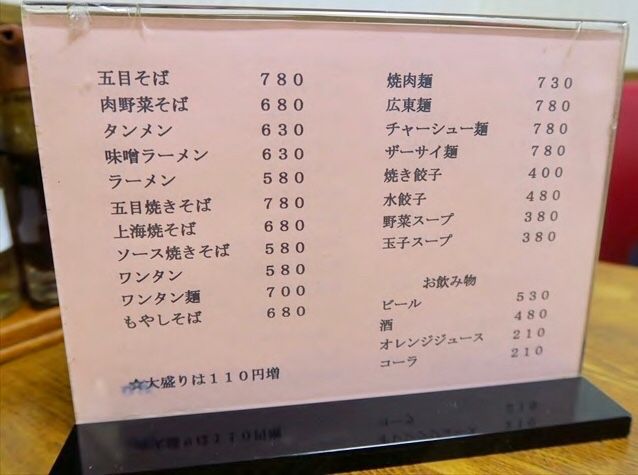 五目そば 780
肉野菜そば 680
タンメン 630
味噌ラーメン 630
ラーメン 580
五目焼きそば 780
上海焼そば 680
ソース焼きそば 580
ワンタン 580
ワンタン麺 700
もやしそば 680
☆大盛りは110円増
焼肉麺 730
広東麺 780
チャーシュー麺 780
ザーサイ麺 780
焼き餃子 400
水餃子 480
野菜スープ 380
玉子スープ 380
お飲み物
ビール 530
酒 480
オレンジジュース 210
コーラ 210